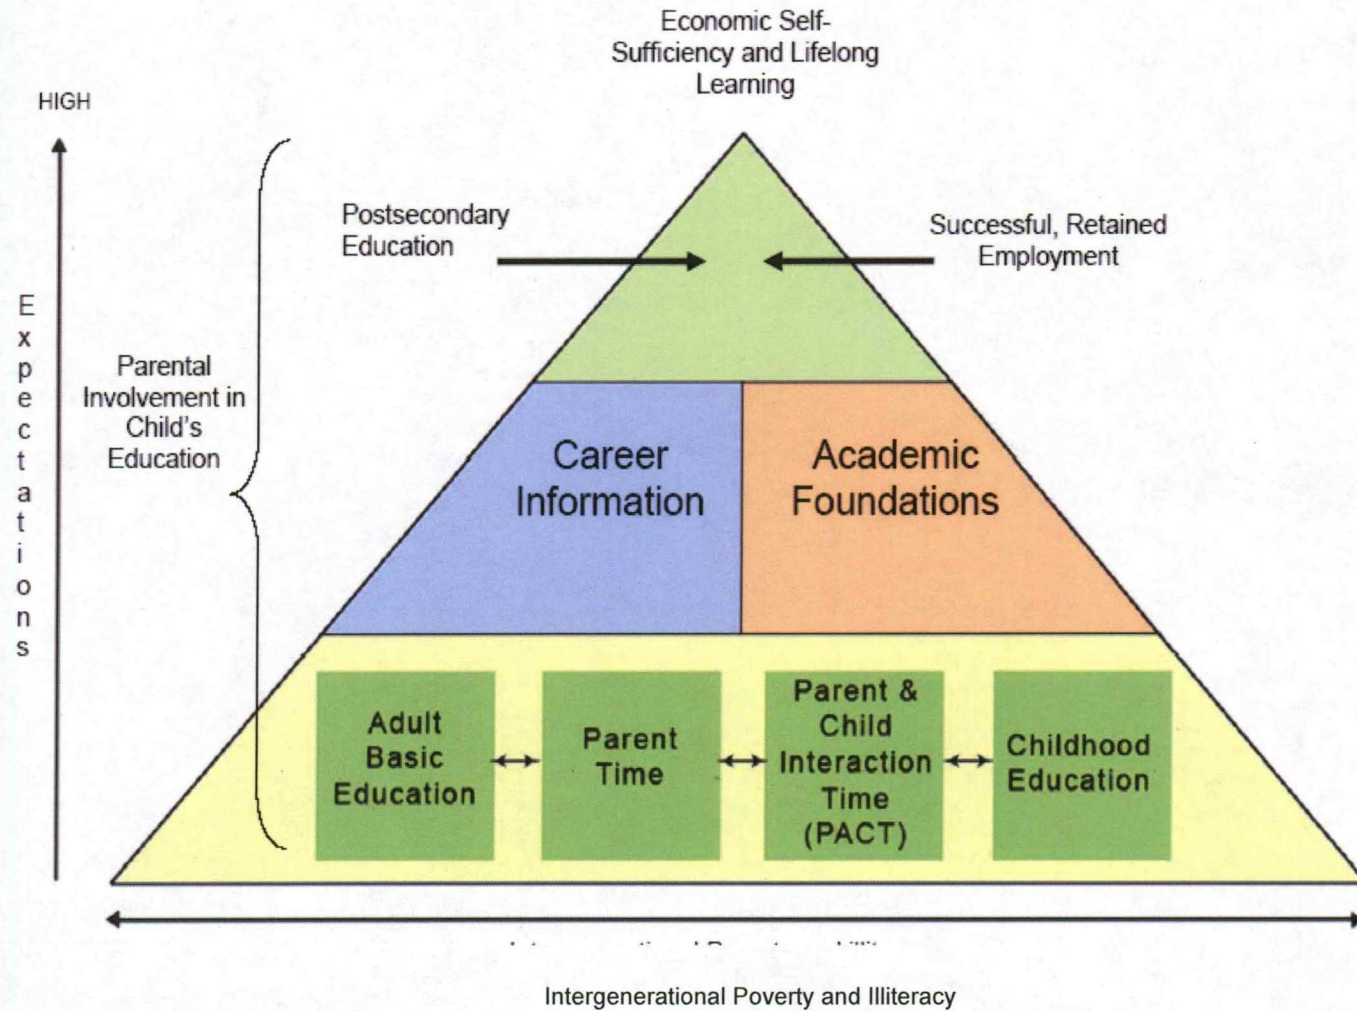 Economic Self-
Sufficiency and Lifelong
Learning
HIGH
Postsecondary
Education
Successful, Retained
Employment
Expectations
Parental
Involvement in
Child's
Education
Career
Information
Academic
Foundations
Adult
Basic
Education
Parent
Time
Parent &
Child
Interaction
Time
(PACT)
Childhood
Education
Intergenerational Poverty and Illiteracy